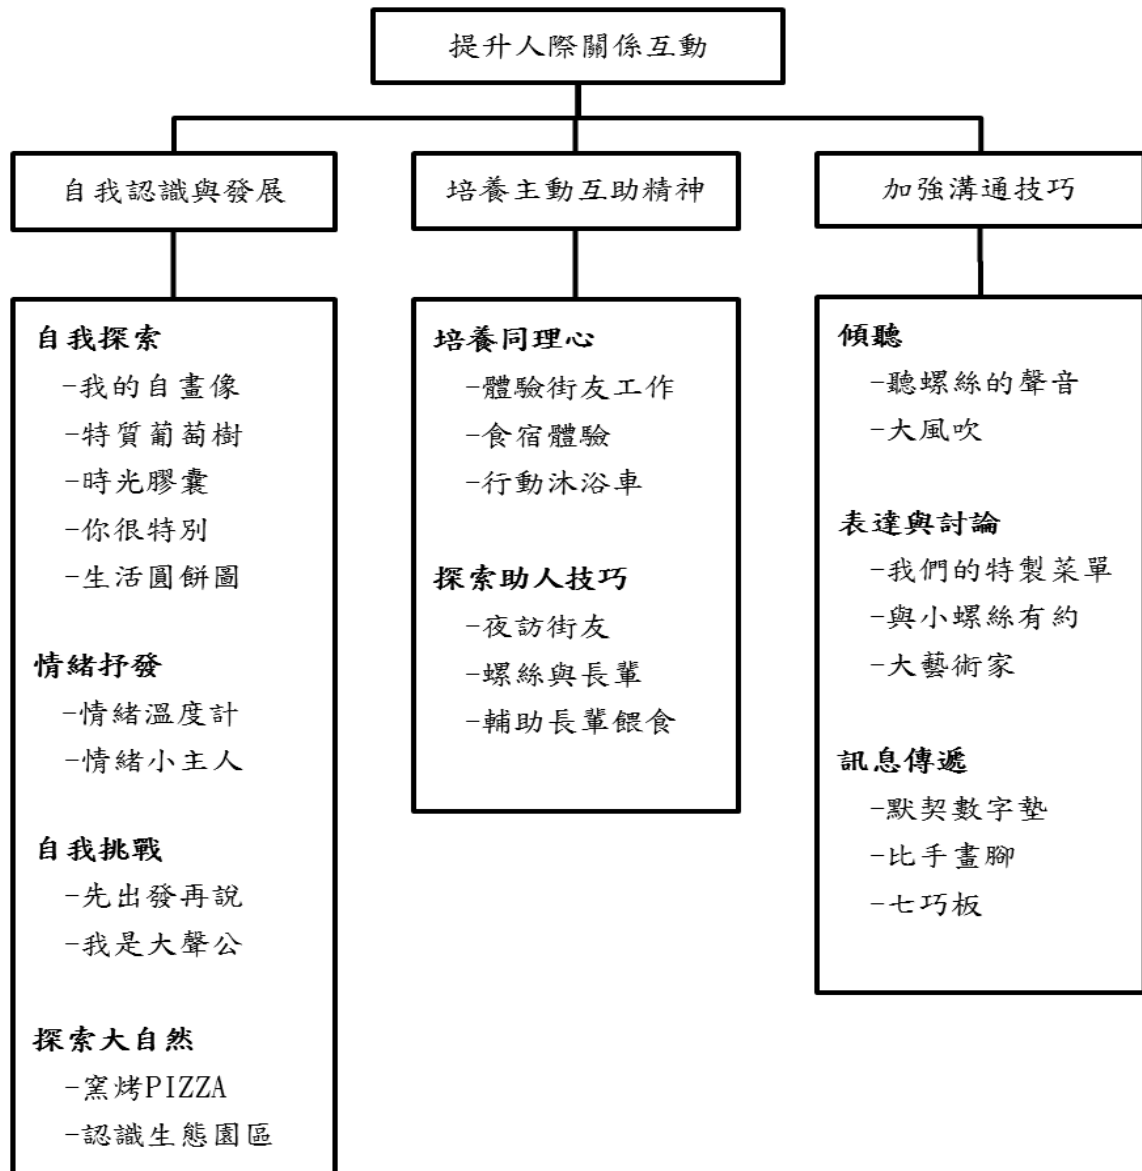 提升人際關係互動
自我認識與發展
自我探索
-我的自畫像
-特質葡萄樹
-時光膠囊
-你很特別
-生活圓餅圖
情緒抒發
-情緒溫度計
-情緒小主人
自我挑戰
-先出發再說
-我是大聲公
探索大自然
-窯烤PIZZA
-認識生態園區
培養主動互助精神
培養同理心
-體驗街友工作
-食宿體驗
-行動沐浴車
探索助人技巧
-夜訪街友
-螺絲與長輩
-輔助長輩餵食
加強溝通技巧
傾聽
-聽螺絲的聲音
-大風吹
表達與討論
-我們的特製菜單
-與小螺絲有約
-大藝術家
訊息傳遞
-默契數字墊
-比手畫腳
-七巧板